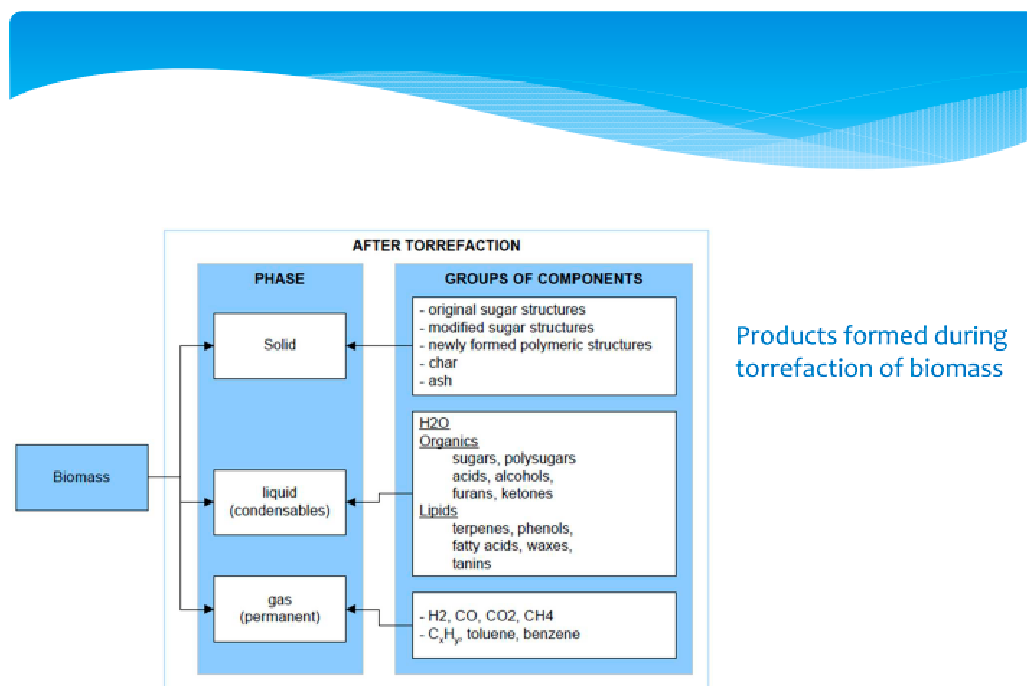 AFTER TORREFACTION
PHASE
GROUPS OF COMPONENTS
Biomass
Solid
- original sugar structures
- modified sugar structures
- newly formed polymeric structures
- char
- ash
liquid
(condensables)
H2O
Organics
sugars, polysugars
acids, alcohols,
furans, ketones
Lipids
terpenes, phenols,
fatty acids, waxes,
tanins
gas
(permanent)
- H2, CO, CO2, CH4
- CxHy, toluene, benzene
Products formed during
torrefaction of biomass